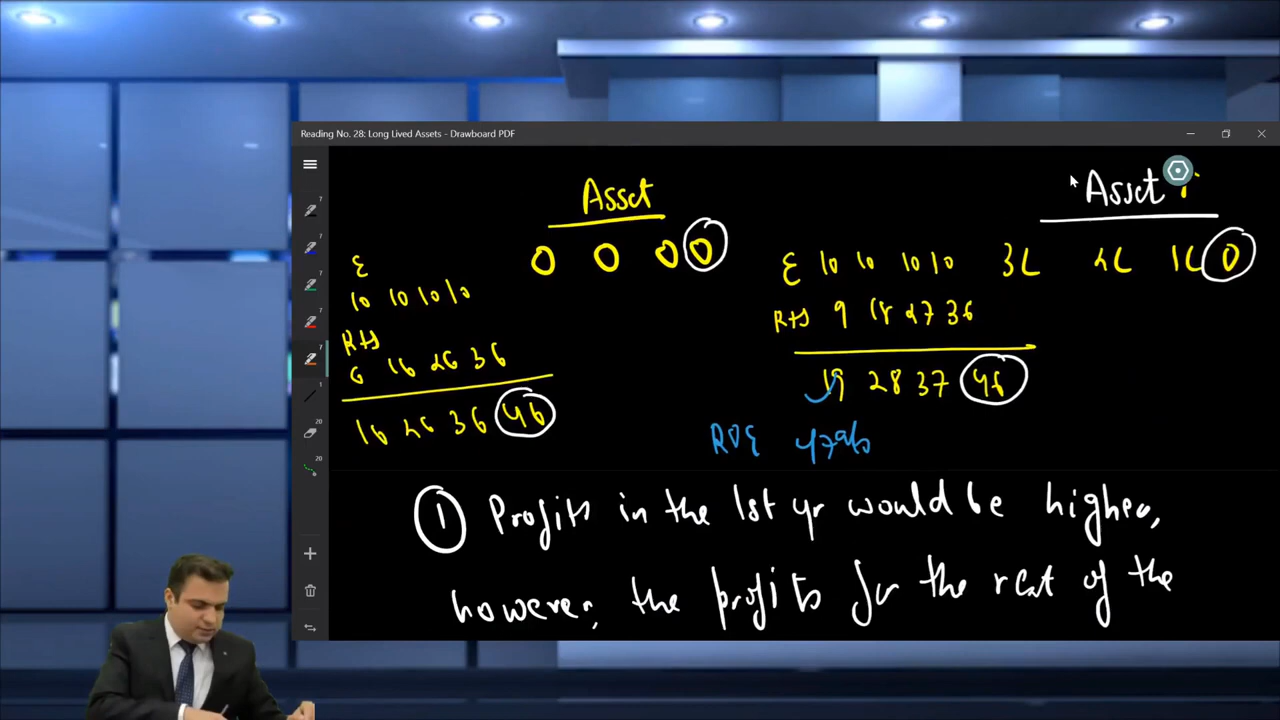 Reading No. 28: Long Lived Assets - Drawboard PDF
Asset
0 0 0 0
E
10 10 10 10
R+S
6 16 26 36
16 26 36 46
Asset
E 10 10 10 10 3L 2L 1L 0
R+S 9 18 27 36
19 28 37 46
ROE 47%
① Profits in the 1st yr would be higher,
however, the profits for the rest of the